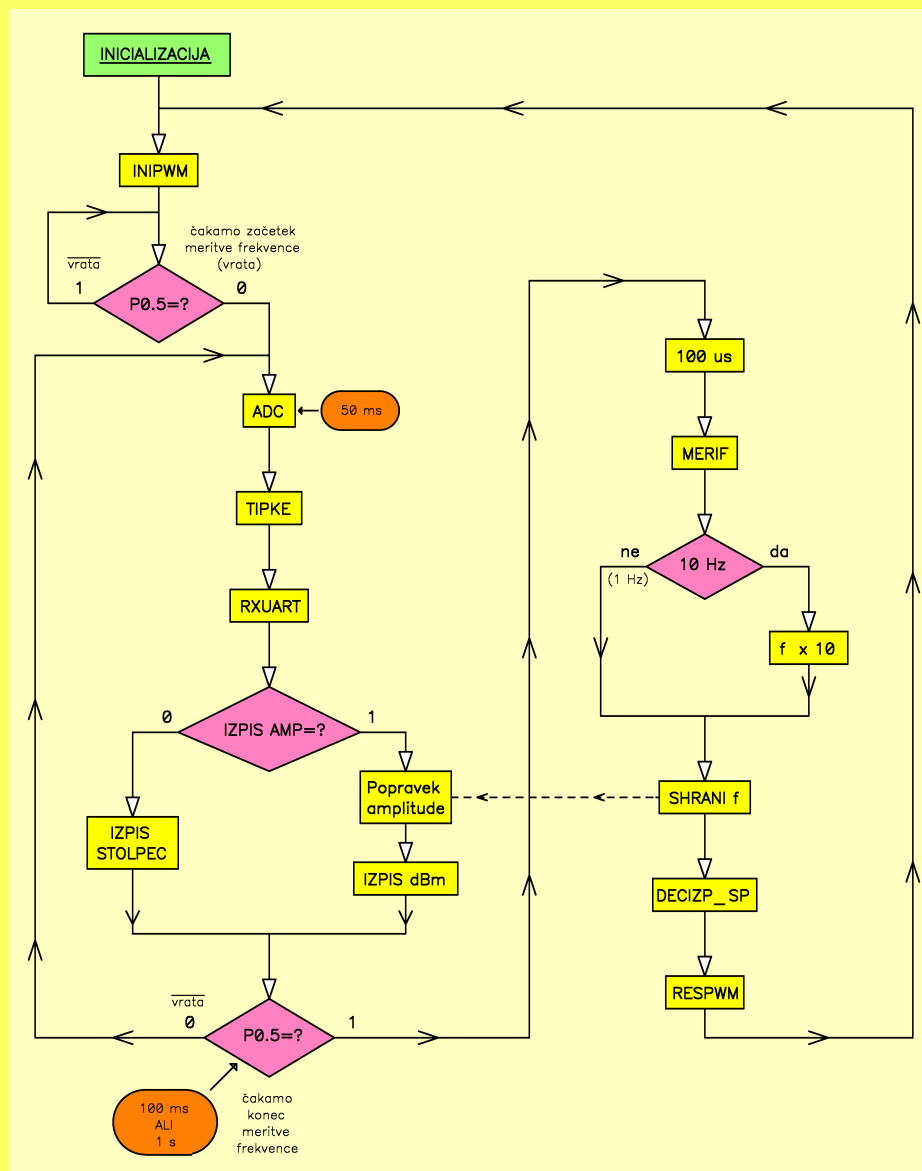 INICIALIZACIJA
INIPWM
čakamo začetek
meritve frekvence
(vrata)
vrata
1
0
P0.5=?
ADC
50 ms
TIPKE
RXUART
0
1
IZPIS AMP=?
IZPIS
STOLPEC
Popravek
amplitude
IZPIS dBm
vrata
0
1
P0.5=?
100 ms
ALI
1 s
čakamo
konec
meritve
frekvence
100 us
MERIF
ne
(1 Hz)
da
10 Hz
f x 10
SHRANI f
DECIZP_SP
RESPWM